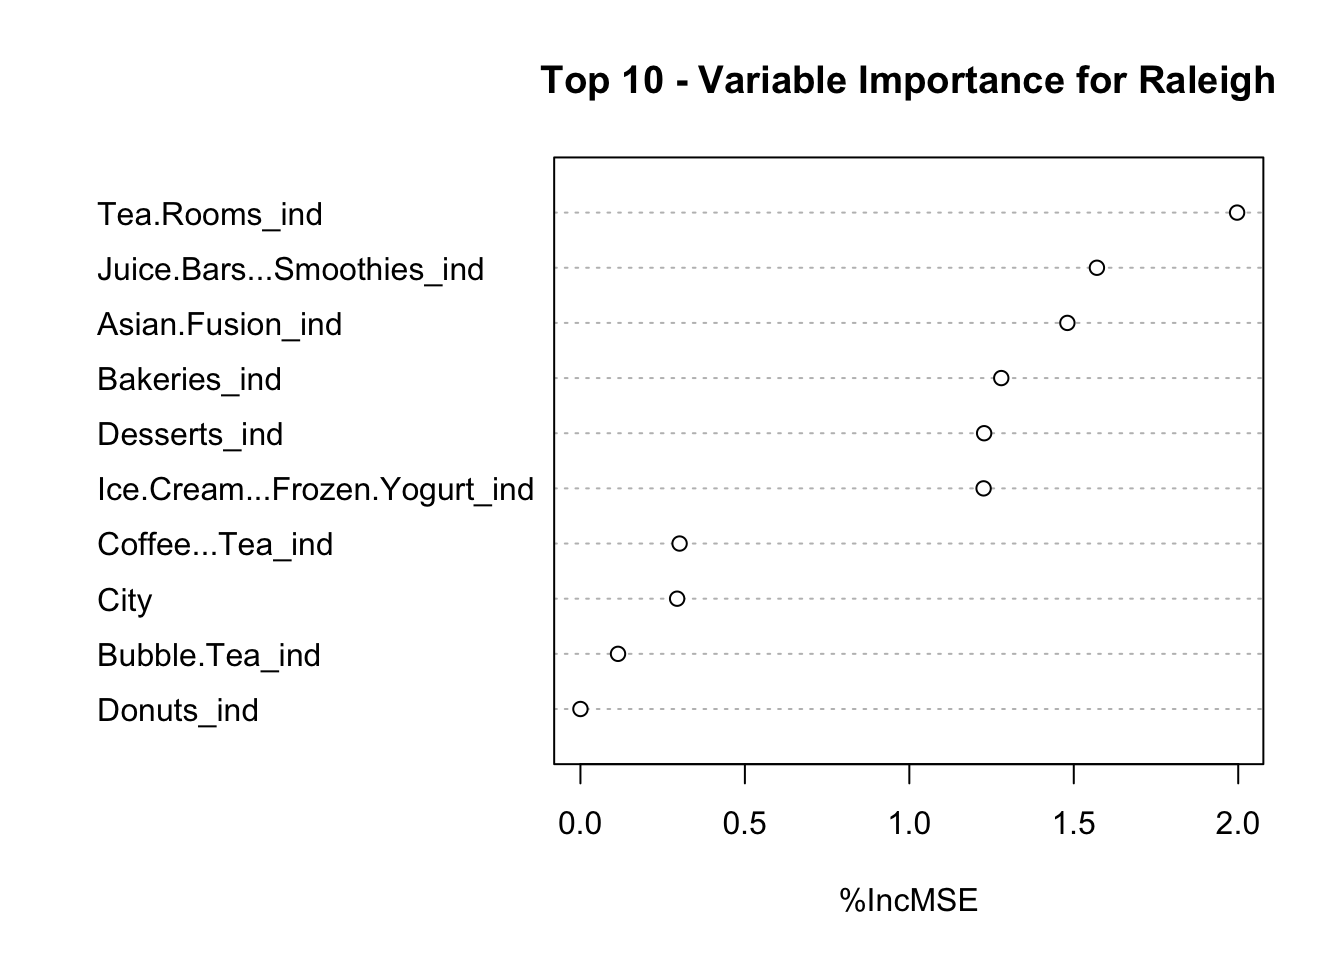 Top 10 - Variable Importance for Raleigh
Tea.Rooms_ind
Juice.Bars...Smoothies_ind
Asian.Fusion_ind
Bakeries_ind
Desserts_ind
Ice.Cream...Frozen.Yogurt_ind
Coffee...Tea_ind
City
Bubble.Tea_ind
Donuts_ind
0.0 0.5 1.0 1.5 2.0
%IncMSE